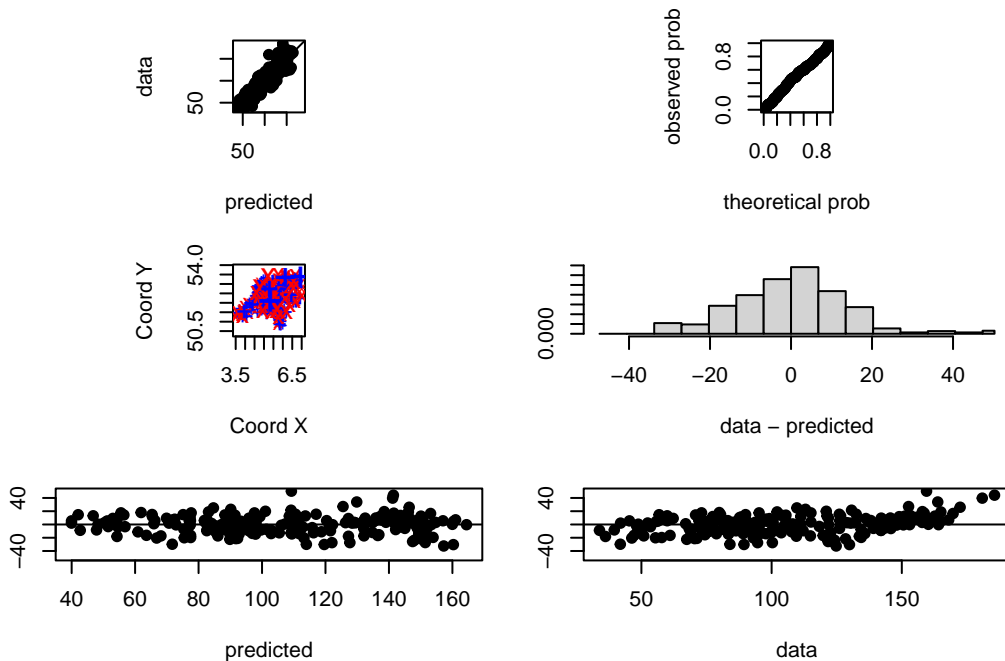 data
50
50
predicted
observed prob
0.0 0.8
0.0 0.8
theoretical prob
Coord Y
50.5 54.0
3.5 6.5
Coord X
0.000
−40 −20 0 20 40
data − predicted
−40 40
40 60 80 100 120 140 160
predicted
−40 40
50 100 150
data